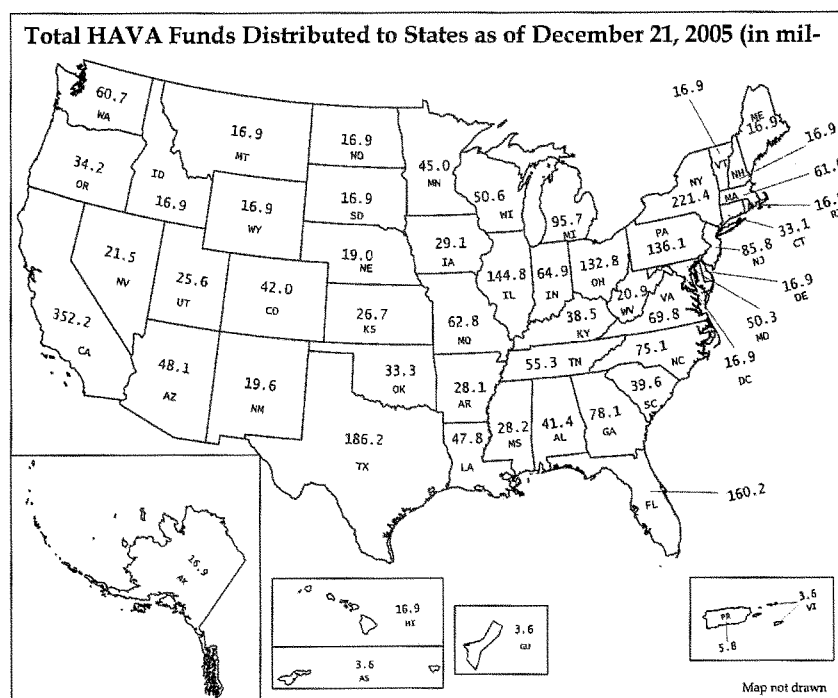 Total HAVA Funds Distributed to States as of December 21, 2005 (in mil-
60.7
WA
34.2
OR
ID
16.9
16.9
MT
16.9
WY
21.5
NV
25.6
UT
42.0
CO
352.2
CA
48.1
AZ
19.6
NM
16.9
ND
16.9
SD
19.0
NE
26.7
KS
33.3
OK
186.2
TX
45.0
MN
29.1
IA
62.8
MO
28.1
AR
47.8
LA
50.6
WI
144.8
IL
95.7
MI
64.9
IN
132.8
OH
38.5
KY
55.3 TN
28.2
MS
41.4
AL
78.1
GA
160.2
FL
39.6
SC
75.1
NC
20.9
WV
VA
69.8
PA
136.1
NY
221.4
16.9
VT
NH
16.9
ME
16.9
MA
61.
16.
33.1
CT
85.8
NJ
16.9
DE
50.3
MD
16.9
DC
16.9
AK
16.9
HI
3.6
AS
3.6
GU
PR
5.8
3.6
VI
Map not drawn